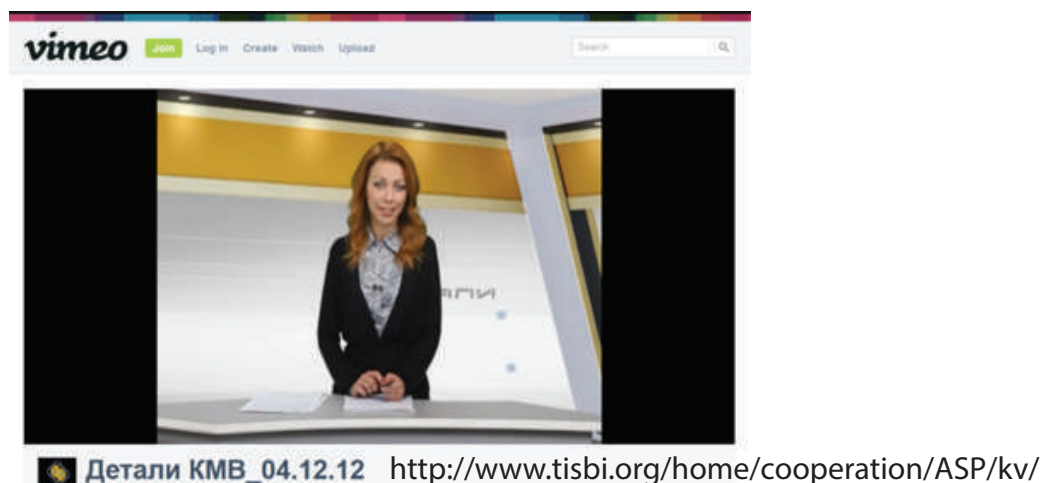 vimeo Join Log In Create Watch Upload Search
Детали КМВ_04.12.12 http://www.tisbi.org/home/cooperation/ASP/kv/